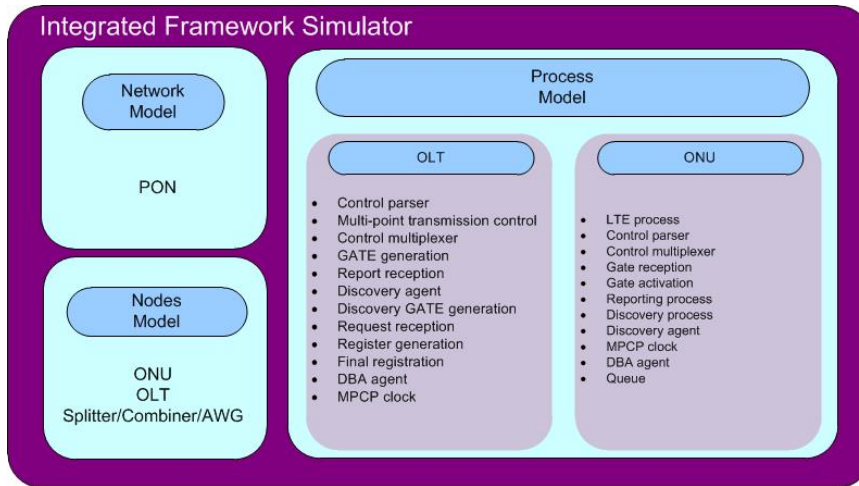 Integrated Framework Simulator
Network
Model
PON
Nodes
Model
ONU
OLT
Splitter/Combiner/AWG
Process
Model
OLT
• Control parser
• Multi-point transmission control
• Control multiplexer
• GATE generation
• Report reception
• Discovery agent
• Discovery GATE generation
• Request reception
• Register generation
• Final registration
• DBA agent
• MPCP clock
ONU
• LTE process
• Control parser
• Control multiplexer
• Gate reception
• Gate activation
• Reporting process
• Discovery process
• Discovery agent
• MPCP clock
• DBA agent
• Queue